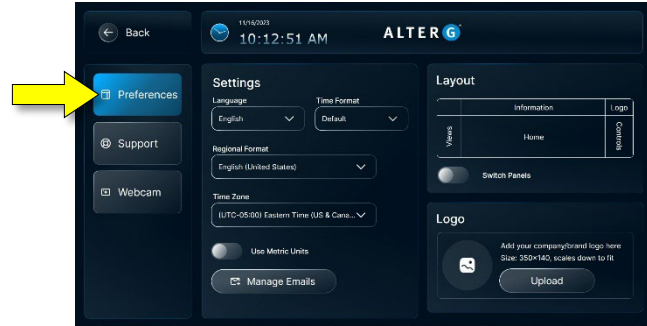 Back
11/15/2023
10:12:51 AM
ALTERG
Preferences
Support
Webcam
Settings
Language
Time Format
English
Default
Regional Format
English (United States)
Time Zone
(UTC-05:00) Eastern Time (US & Cana...
Use Metric Units
Manage Emails
Layout
Information
Logo
Views
Home
Controls
Switch Panels
Logo
Add your company/brand logo here
Size: 350×140, scales down to fit
Upload